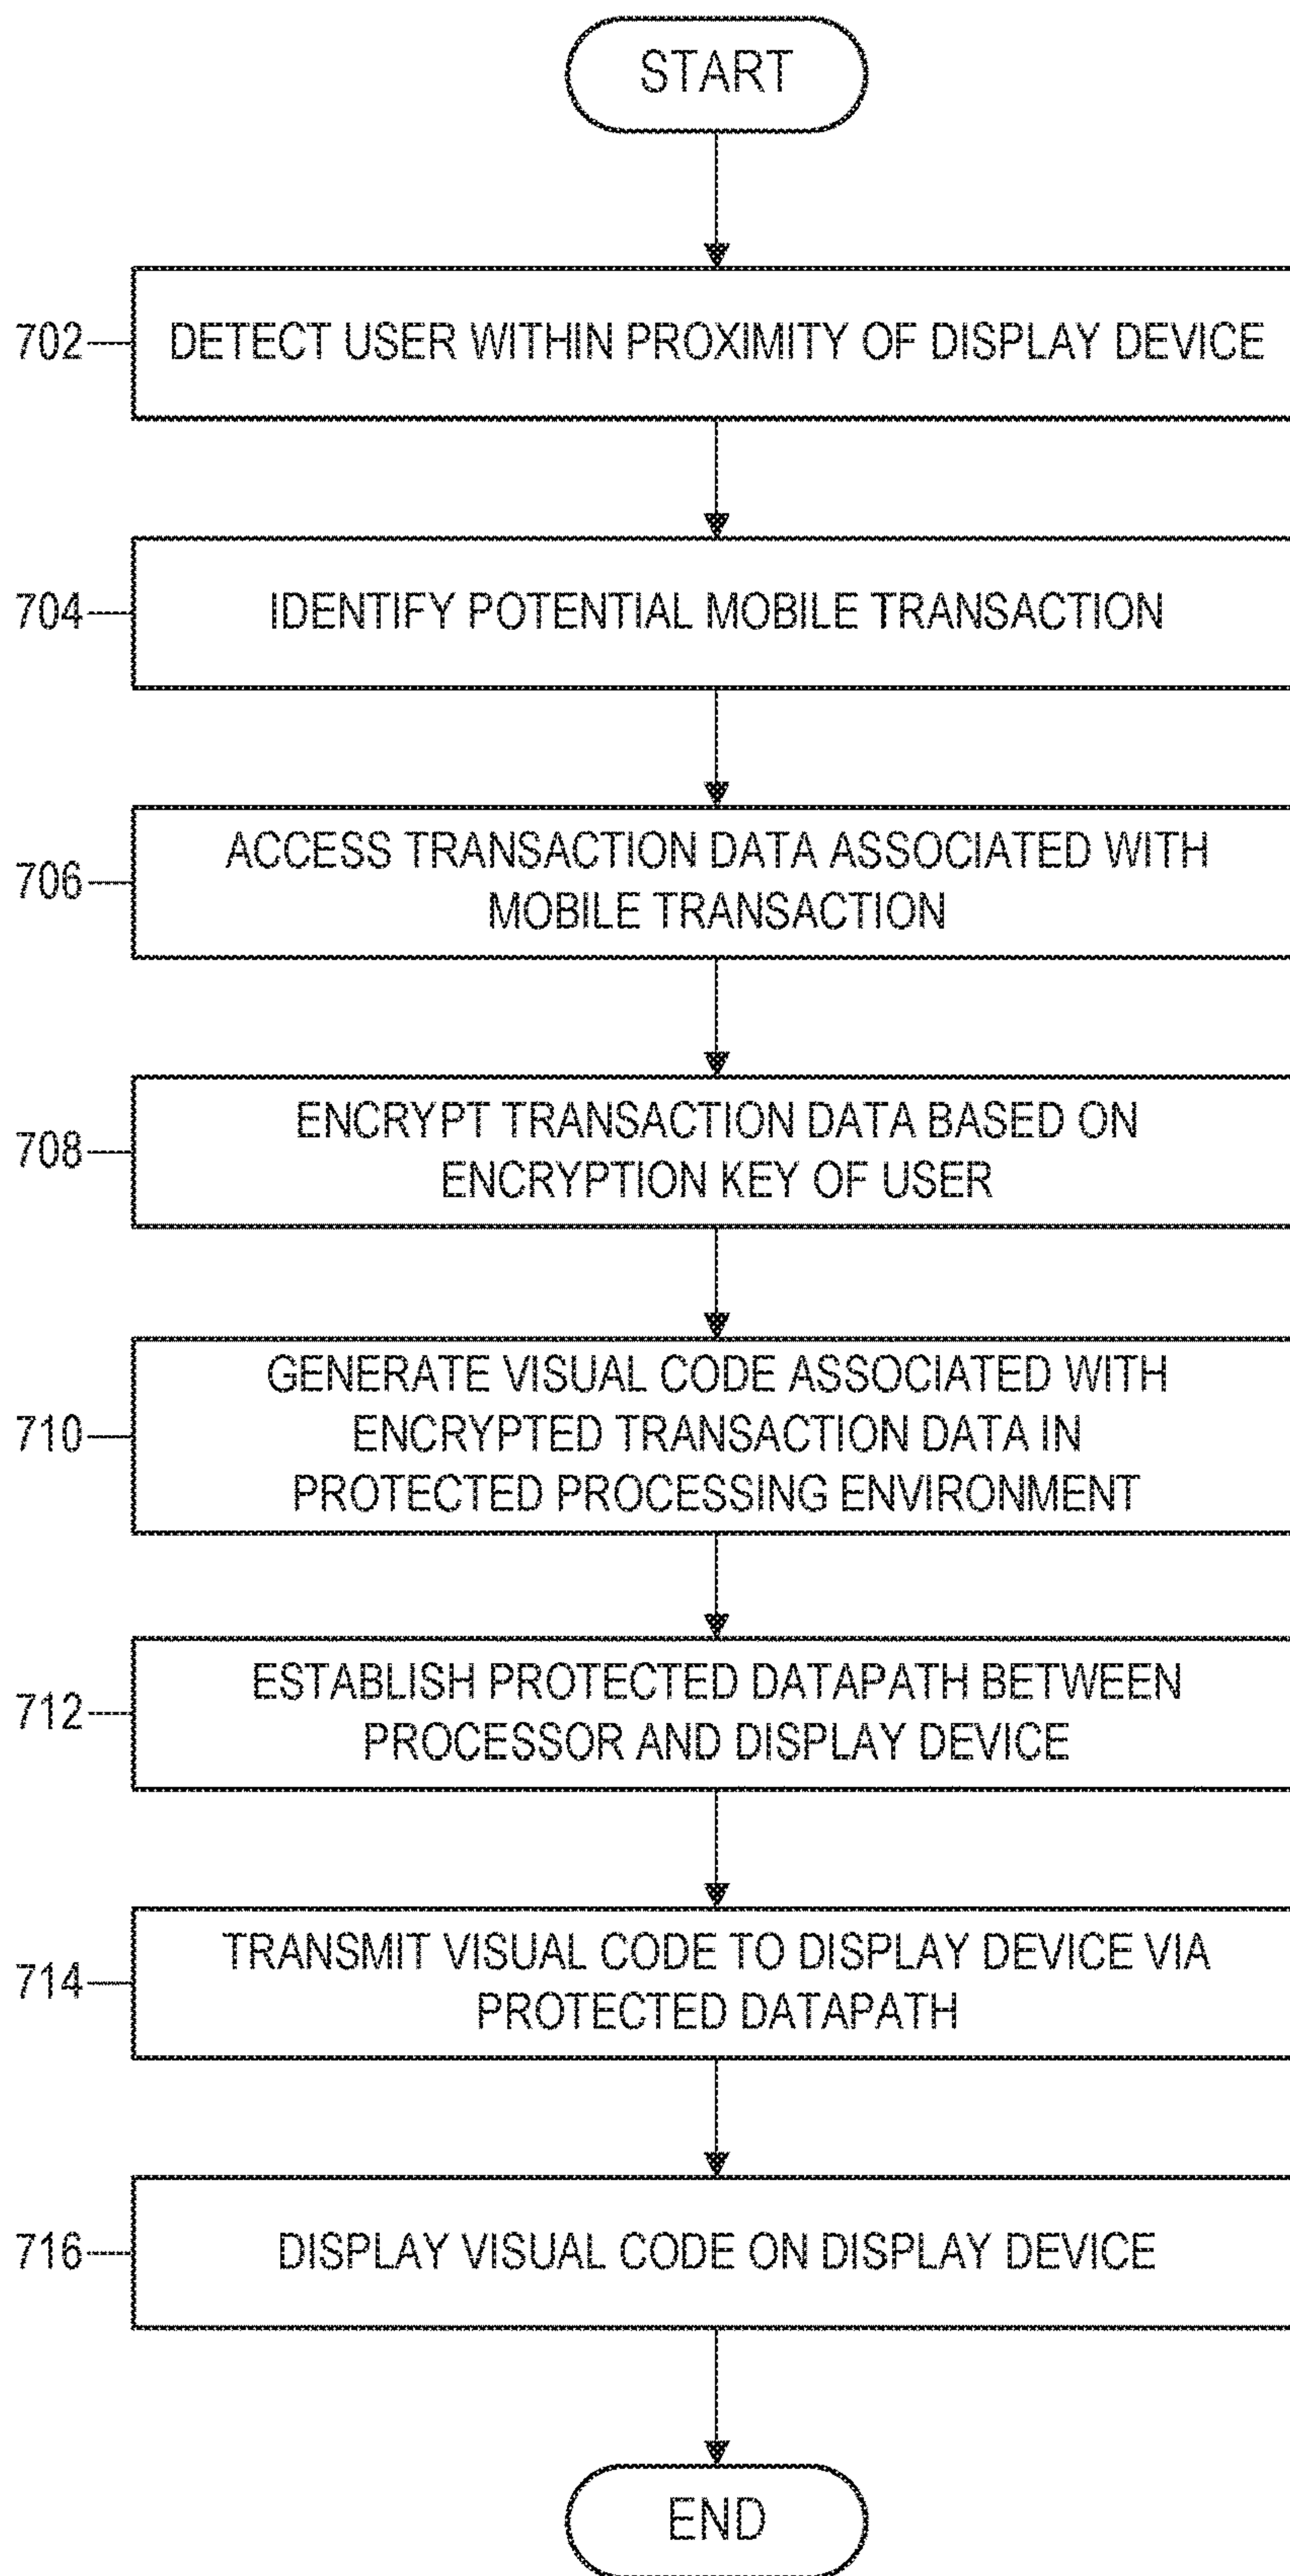 START
702
DETECT USER WITHIN PROXIMITY OF DISPLAY DEVICE
704
IDENTIFY POTENTIAL MOBILE TRANSACTION
706
ACCESS TRANSACTION DATA ASSOCIATED WITH
MOBILE TRANSACTION
708
ENCRYPT TRANSACTION DATA BASED ON
ENCRYPTION KEY OF USER
710
GENERATE VISUAL CODE ASSOCIATED WITH
ENCRYPTED TRANSACTION DATA IN
PROTECTED PROCESSING ENVIRONMENT
712
ESTABLISH PROTECTED DATAPATH BETWEEN
PROCESSOR AND DISPLAY DEVICE
714
TRANSMIT VISUAL CODE TO DISPLAY DEVICE VIA
PROTECTED DATAPATH
716
DISPLAY VISUAL CODE ON DISPLAY DEVICE
END